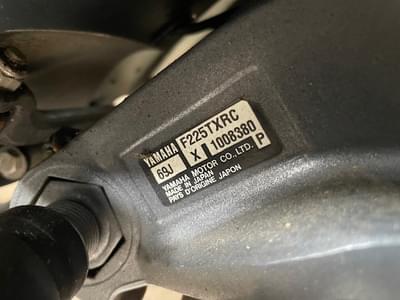 YAMAHA F225TXRC
69J X 1008380 P
YAMAHA MOTOR CO.,LTD.
MADE IN JAPAN
PAYS D'ORIGINE JAPON